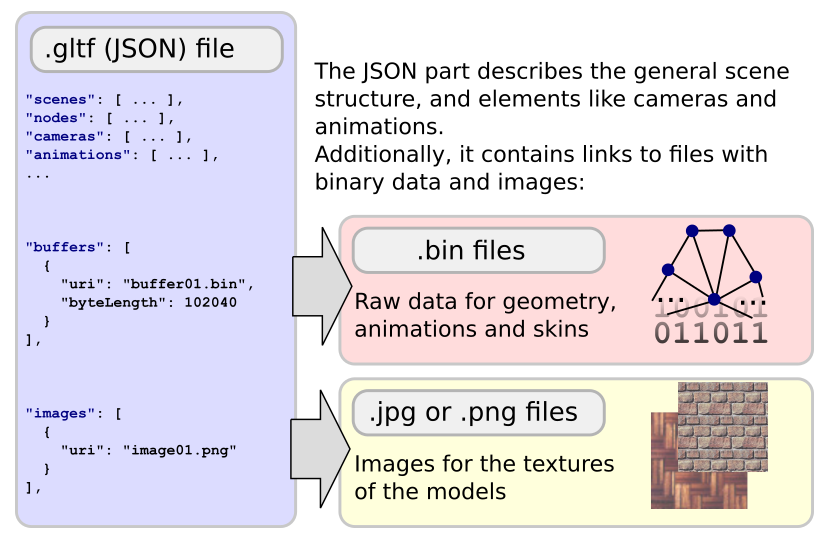 .gltf (JSON) file
"scenes": [ ... ],
"nodes": [ ... ],
"cameras": [ ... ],
"animations": [ ... ],
...
"buffers": [
  {
    "uri": "buffer01.bin",
    "byteLength": 102040
  }
],
"images": [
  {
    "uri": "image01.png"
  }
],
The JSON part describes the general scene
structure, and elements like cameras and
animations.
Additionally, it contains links to files with
binary data and images:
.bin files
Raw data for geometry,
animations and skins
... ...
100101
011011
.jpg or .png files
Images for the textures
of the models